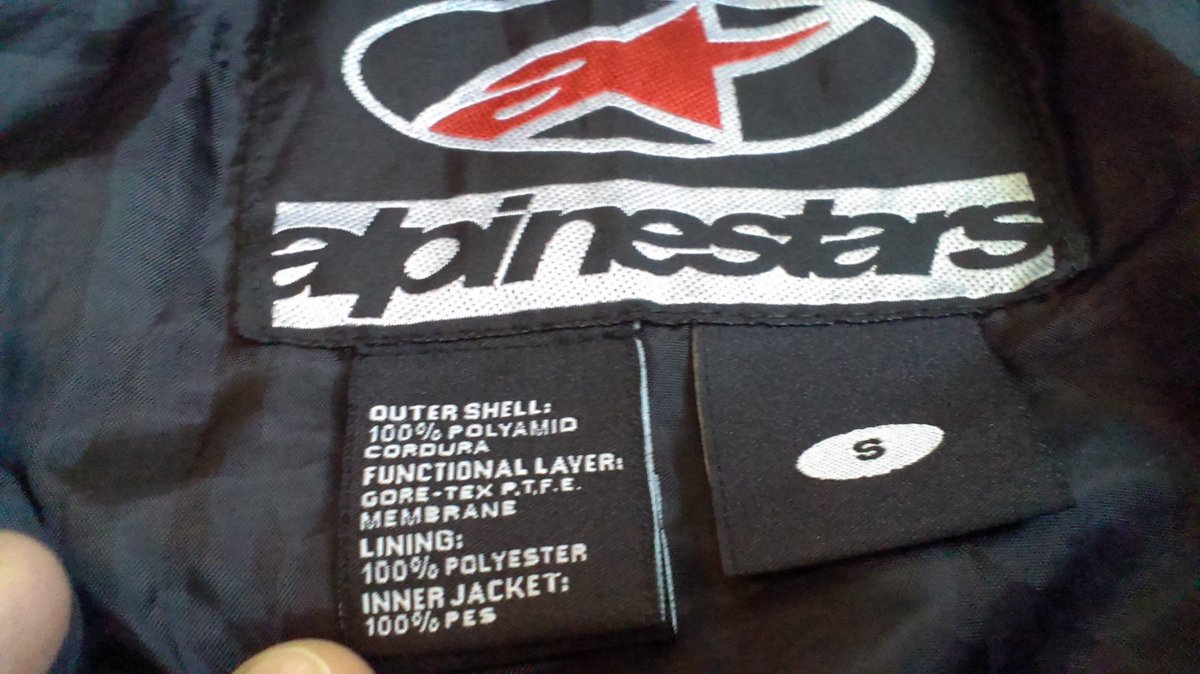 alpinestars
OUTER SHELL:
100% POLYAMID
CORDURA
FUNCTIONAL LAYER:
GORE-TEX P.T.F.E.
MEMBRANE
LINING:
100% POLYESTER
INNER JACKET:
100% PES
S